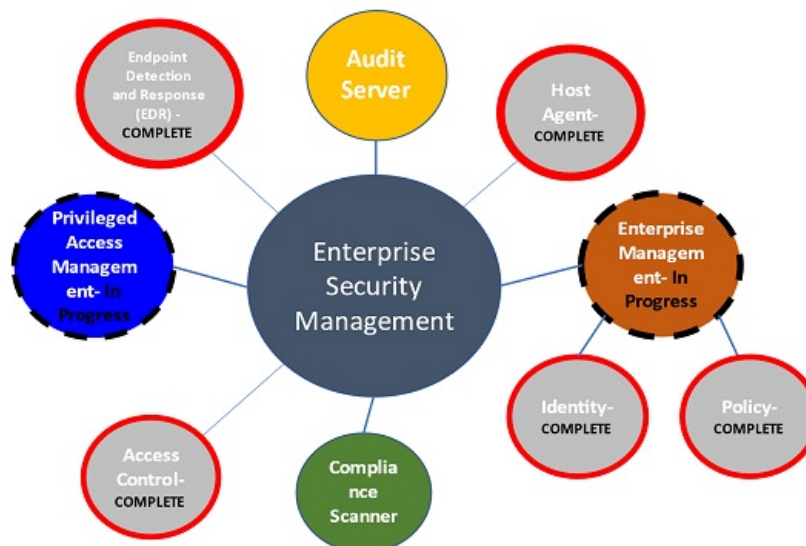 Endpoint
Detection
and Response
(EDR) -
COMPLETE
Audit
Server
Host
Agent-
COMPLETE
Privileged
Access
Managem
ent- In
Progress
Enterprise
Security
Management
Enterprise
Managem
ent- In
Progress
Identity-
COMPLETE
Policy-
COMPLETE
Access
Control-
COMPLETE
Complia
nce
Scanner